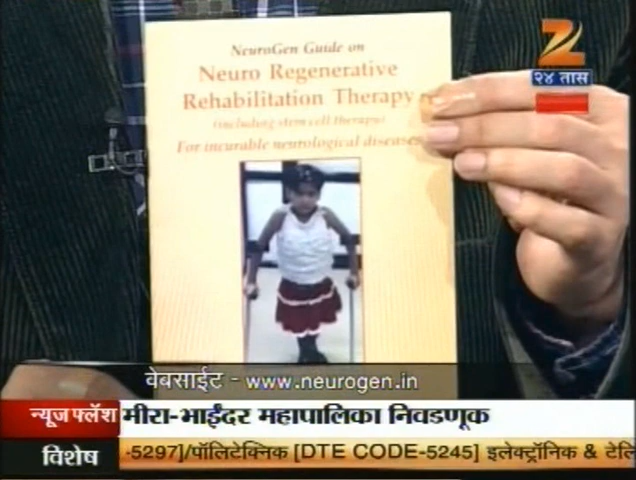 NeuroGen Guide on
Neuro Regenerative
Rehabilitation Therapy
(including stem cell therapy)
For incurable neurological diseases
२४ तास
वेबसाईट - www.neurogen.in
न्यूज फ्लॅश मीरा-भाईंदर महापालिका निवडणूक
विशेष -5297]/पॉलिटेक्निक [DTE CODE-5245] इलेक्ट्रॉनिक & टेलि